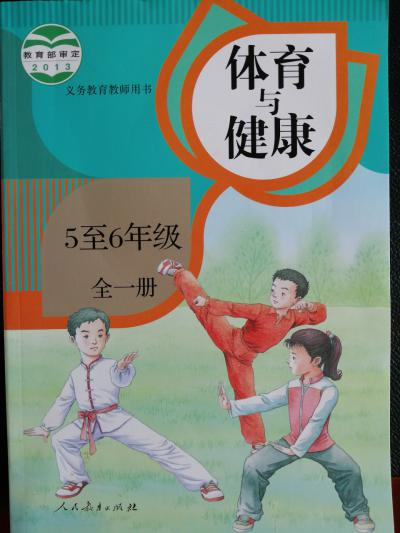 教育部审定
2013
义务教育教师用书
体育
与
健康
5至6年级
全一册
人民教育出版社